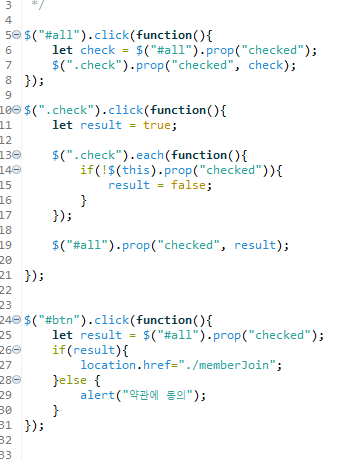 3 */
4
5 $("#all").click(function(){
6 let check = $("#all").prop("checked");
7 $(".check").prop("checked", check);
8 });
9
10 $(".check").click(function(){
11 let result = true;
12
13 $(".check").each(function(){
14 if(!$(this).prop("checked")){
15 result = false;
16 }
17 });
18
19 $("#all").prop("checked", result);
20
21 });
22
23
24 $("#btn").click(function(){
25 let result = $("#all").prop("checked");
26 if(result){
27 location.href="./memberJoin";
28 }else {
29 alert("약관에 동의");
30 }
31 });
32
33